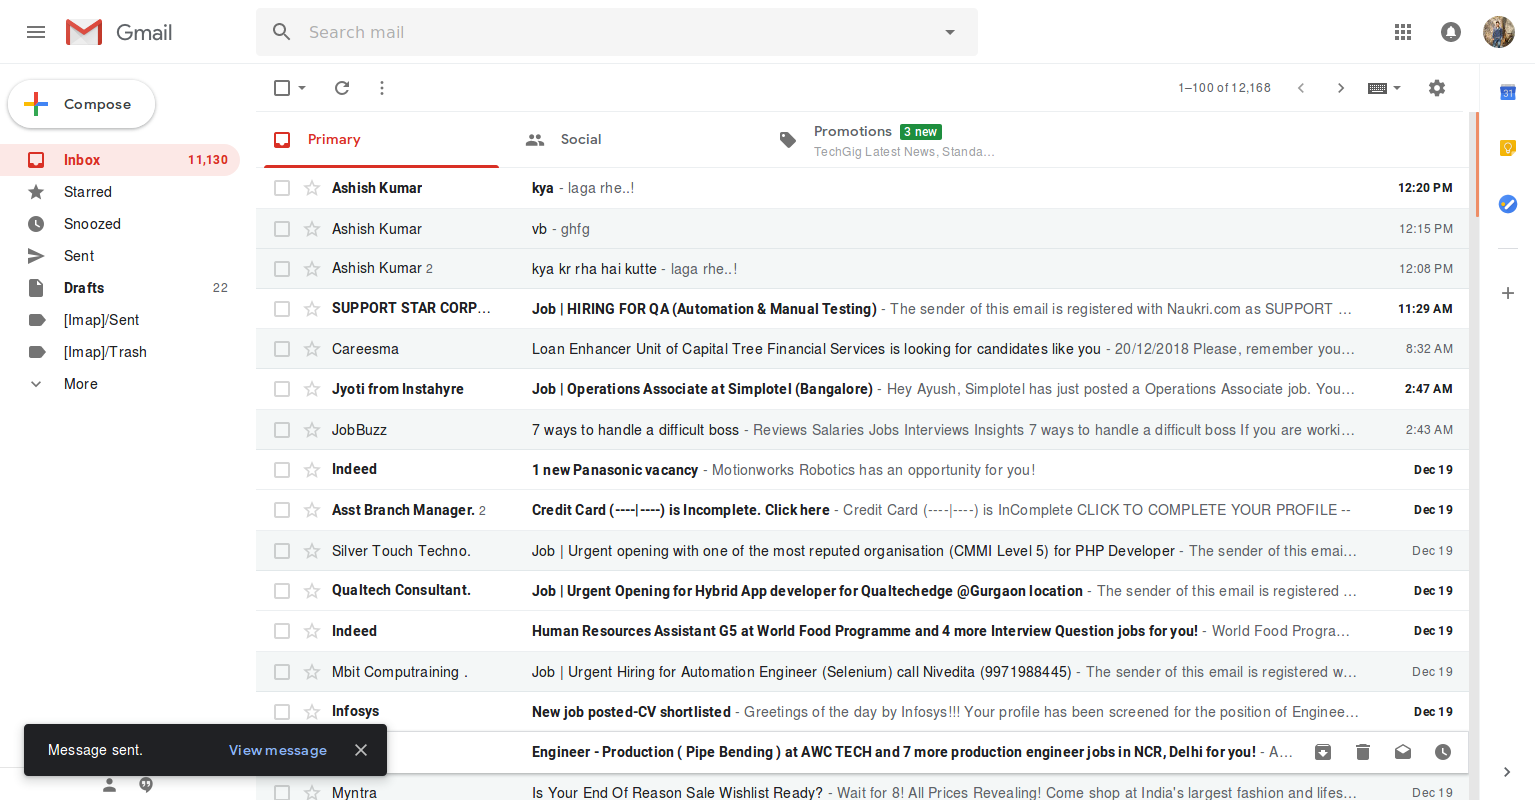 Gmail
Search mail
Compose
1–100 of 12,168
31
Primary
Social
Promotions 3 new
TechGig Latest News, Standa…
Inbox 11,130
Starred
Snoozed
Sent
Drafts 22
[Imap]/Sent
[Imap]/Trash
More
Ashish Kumar kya - laga rhe..! 12:20 PM
Ashish Kumar vb - ghfg 12:15 PM
Ashish Kumar 2 kya kr rha hai kutte - laga rhe..! 12:08 PM
SUPPORT STAR CORP… Job | HIRING FOR QA (Automation & Manual Testing) - The sender of this email is registered with Naukri.com as SUPPORT … 11:29 AM
Careesma Loan Enhancer Unit of Capital Tree Financial Services is looking for candidates like you - 20/12/2018 Please, remember you… 8:32 AM
Jyoti from Instahyre Job | Operations Associate at Simplotel (Bangalore) - Hey Ayush, Simplotel has just posted a Operations Associate job. You… 2:47 AM
JobBuzz 7 ways to handle a difficult boss - Reviews Salaries Jobs Interviews Insights 7 ways to handle a difficult boss If you are worki… 2:43 AM
Indeed 1 new Panasonic vacancy - Motionworks Robotics has an opportunity for you! Dec 19
Asst Branch Manager. 2 Credit Card (----|----) is Incomplete. Click here - Credit Card (----|----) is InComplete CLICK TO COMPLETE YOUR PROFILE -- Dec 19
Silver Touch Techno. Job | Urgent opening with one of the most reputed organisation (CMMI Level 5) for PHP Developer - The sender of this emai… Dec 19
Qualtech Consultant. Job | Urgent Opening for Hybrid App developer for Qualtechedge @Gurgaon location - The sender of this email is registered … Dec 19
Indeed Human Resources Assistant G5 at World Food Programme and 4 more Interview Question jobs for you! - World Food Progra… Dec 19
Mbit Computraining . Job | Urgent Hiring for Automation Engineer (Selenium) call Nivedita (9971988445) - The sender of this email is registered w… Dec 19
Infosys New job posted-CV shortlisted - Greetings of the day by Infosys!!! Your profile has been screened for the position of Enginee… Dec 19
Engineer - Production ( Pipe Bending ) at AWC TECH and 7 more production engineer jobs in NCR, Delhi for you! - A…
Message sent. View message
Myntra Is Your End Of Reason Sale Wishlist Ready? - Wait for 8! All Prices Revealing! Come shop at India's largest fashion and lifes… Dec 19